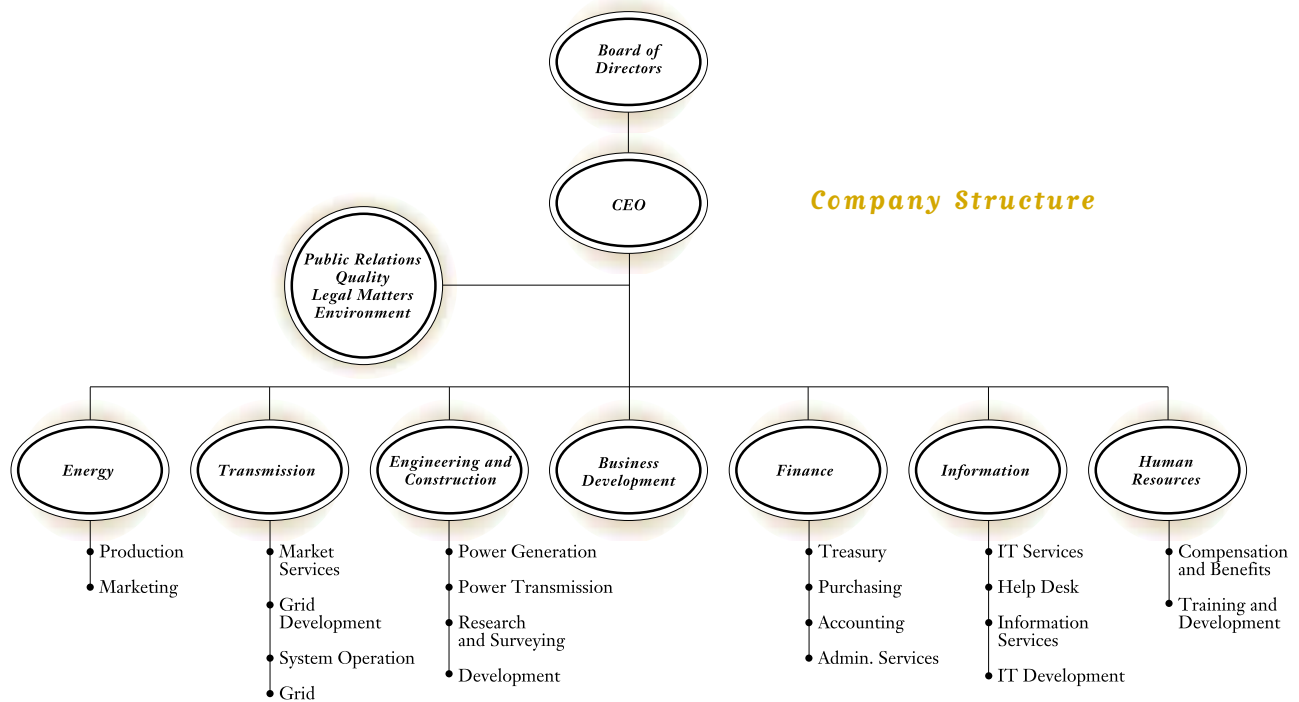 Board of
Directors
CEO
Company Structure
Public Relations
Quality
Legal Matters
Environment
Energy
Transmission
Engineering and
Construction
Business
Development
Finance
Information
Human
Resources
Production
Marketing
Market
Services
Grid
Development
System Operation
Grid
Power Generation
Power Transmission
Research
and Surveying
Development
Treasury
Purchasing
Accounting
Admin. Services
IT Services
Help Desk
Information
Services
IT Development
Compensation
and Benefits
Training and
Development